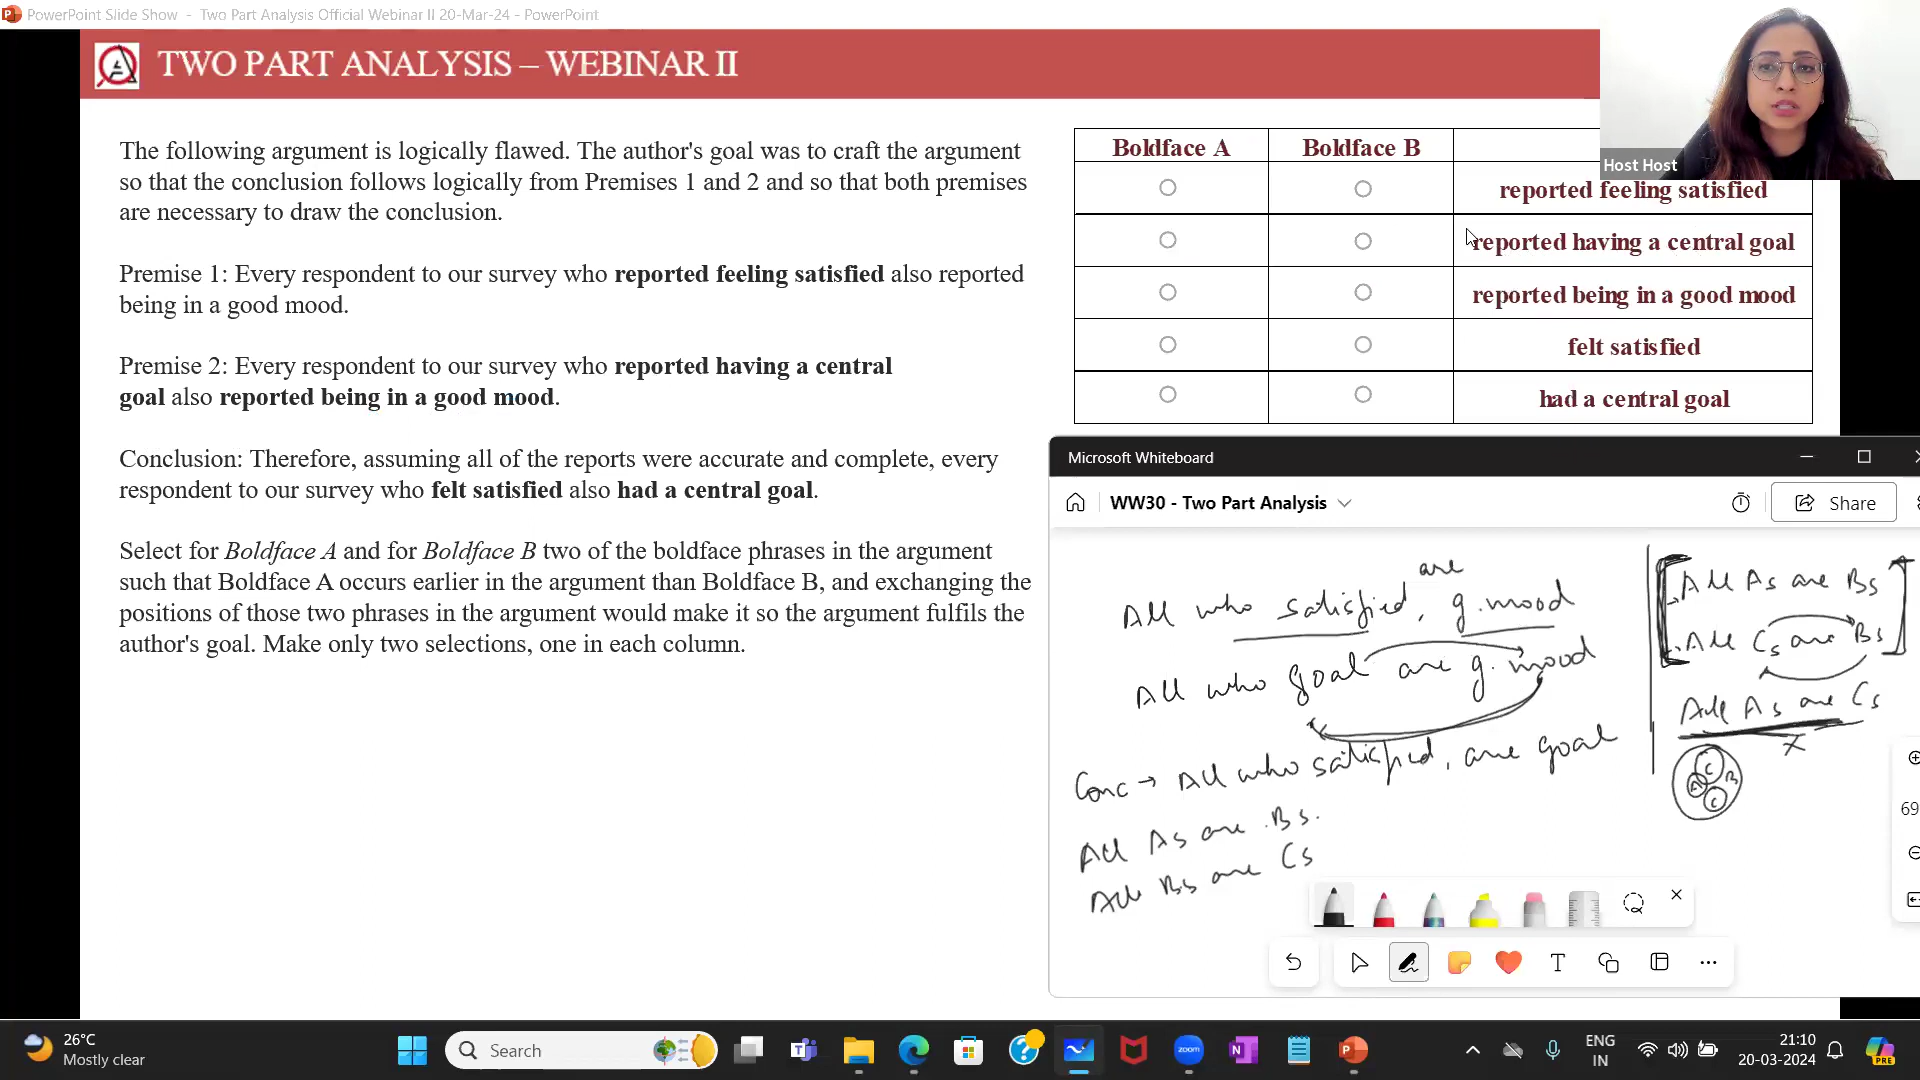 PowerPoint Slide Show - Two Part Analysis Official Webinar II 20-Mar-24 - PowerPoint
TWO PART ANALYSIS – WEBINAR II
The following argument is logically flawed. The author's goal was to craft the argument
so that the conclusion follows logically from Premises 1 and 2 and so that both premises
are necessary to draw the conclusion.
Premise 1: Every respondent to our survey who reported feeling satisfied also reported
being in a good mood.
Premise 2: Every respondent to our survey who reported having a central
goal also reported being in a good mood.
Conclusion: Therefore, assuming all of the reports were accurate and complete, every
respondent to our survey who felt satisfied also had a central goal.
Select for Boldface A and for Boldface B two of the boldface phrases in the argument
such that Boldface A occurs earlier in the argument than Boldface B, and exchanging the
positions of those two phrases in the argument would make it so the argument fulfils the
author's goal. Make only two selections, one in each column.
Boldface A Boldface B
Host Host
reported feeling satisfied
reported having a central goal
reported being in a good mood
felt satisfied
had a central goal
Microsoft Whiteboard
WW30 - Two Part Analysis
Share
are
All who satisfied, g. mood
All who goal are g. mood
Conc → All who satisfied, are goal
All As are Bs.
All Bs are Cs
All As are Bs
All Cs are Bs
All As are Cs
x
C
A B
C
69
T
26°C
Mostly clear
Search
zoom
ENG
IN
21:10
20-03-2024
PRE